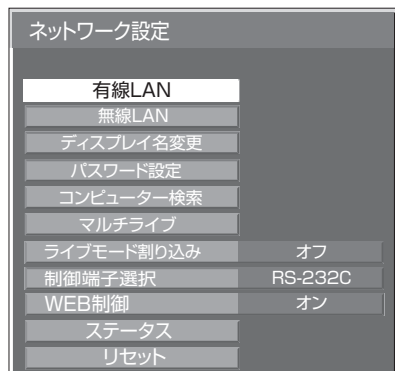 ネットワーク設定
有線LAN
無線LAN
ディスプレイ名変更
パスワード設定
コンピューター検索
マルチライブ
ライブモード割り込み オフ
制御端子選択 RS-232C
WEB制御 オン
ステータス
リセット